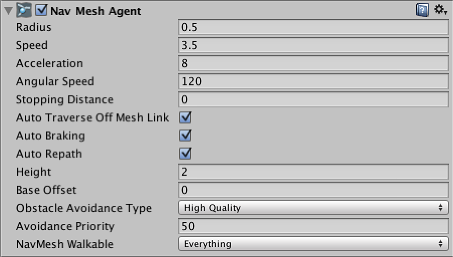 Nav Mesh Agent
Radius 0.5
Speed 3.5
Acceleration 8
Angular Speed 120
Stopping Distance 0
Auto Traverse Off Mesh Link
Auto Braking
Auto Repath
Height 2
Base Offset 0
Obstacle Avoidance Type High Quality
Avoidance Priority 50
NavMesh Walkable Everything